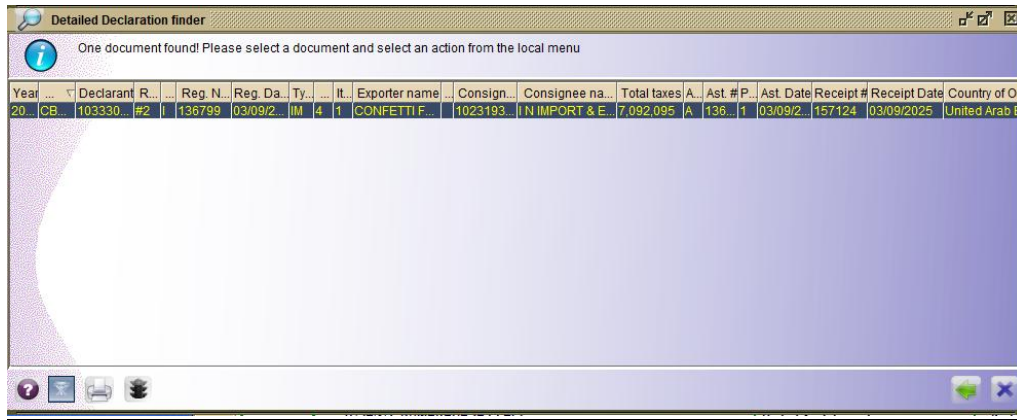 Detailed Declaration finder
One document found! Please select a document and select an action from the local menu
Year ... Declarant R... ... Reg. N... Reg. Da... Ty... ... It... Exporter name ... Consign... Consignee na... Total taxes A... Ast. # P... Ast. Date Receipt # Receipt Date Country of O
20... CB... 103330... #2 I 136799 03/09/2... IM 4 1 CONFETTI F... 1023193... I N IMPORT & E... 7,092,095 A 136... 1 03/09/2... 157124 03/09/2025 United Arab E